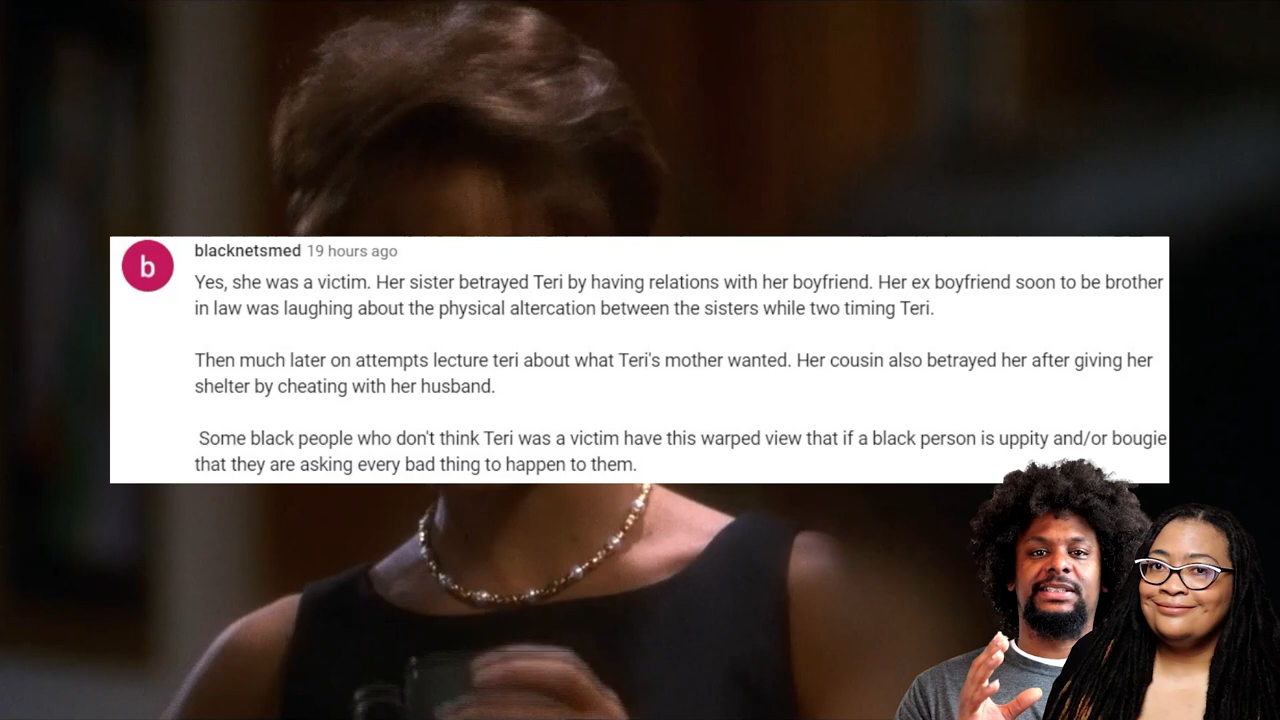 b
blacknetsmed 19 hours ago
Yes, she was a victim. Her sister betrayed Teri by having relations with her boyfriend. Her ex boyfriend soon to be brother
in law was laughing about the physical altercation between the sisters while two timing Teri.
Then much later on attempts lecture teri about what Teri's mother wanted. Her cousin also betrayed her after giving her
shelter by cheating with her husband.
Some black people who don't think Teri was a victim have this warped view that if a black person is uppity and/or bougie
that they are asking every bad thing to happen to them.